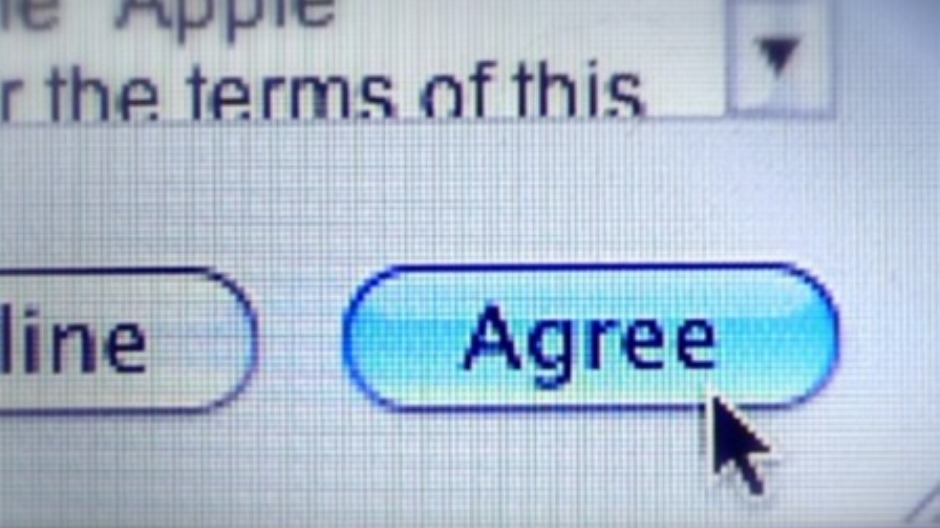 Apple
r the terms of this
line Agree